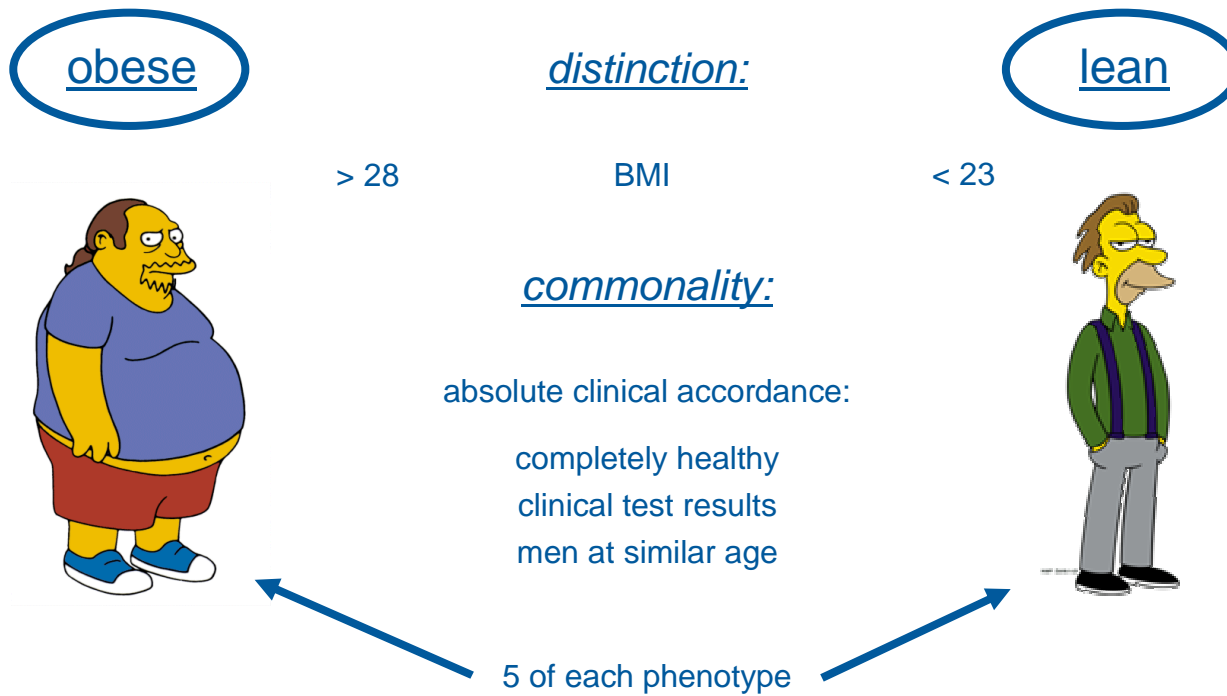 obese distinction: lean
> 28 BMI < 23
commonality:
absolute clinical accordance:
completely healthy
clinical test results
men at similar age
5 of each phenotype